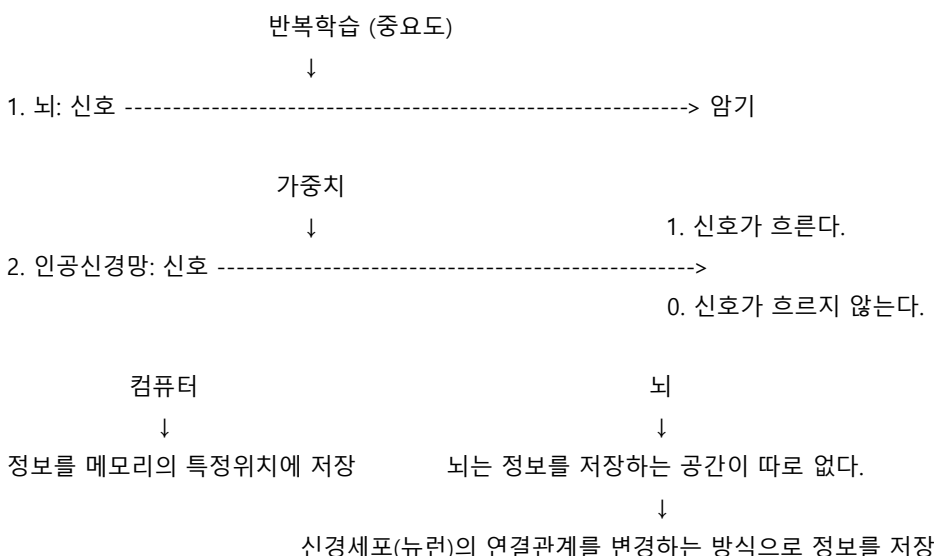 반복학습 (중요도)
↓
1. 뇌: 신호 ----------------------------------------------------------> 암기
가중치
↓ 1. 신호가 흐른다.
2. 인공신경망: 신호 ------------------------------------------------->
0. 신호가 흐르지 않는다.
컴퓨터 뇌
↓ ↓
정보를 메모리의 특정위치에 저장 뇌는 정보를 저장하는 공간이 따로 없다.
↓
신경세포(뉴런)의 연결관계를 변경하는 방식으로 정보를 저장